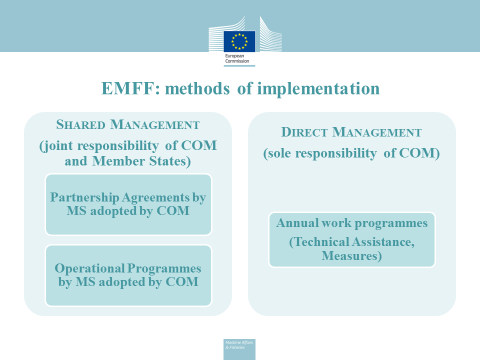 European
Commission
EMFF: methods of implementation
SHARED MANAGEMENT
(joint responsibility of COM
and Member States)
Partnership Agreements by
MS adopted by COM
Operational Programmes
by MS adopted by COM
DIRECT MANAGEMENT
(sole responsibility of COM)
Annual work programmes
(Technical Assistance,
Measures)